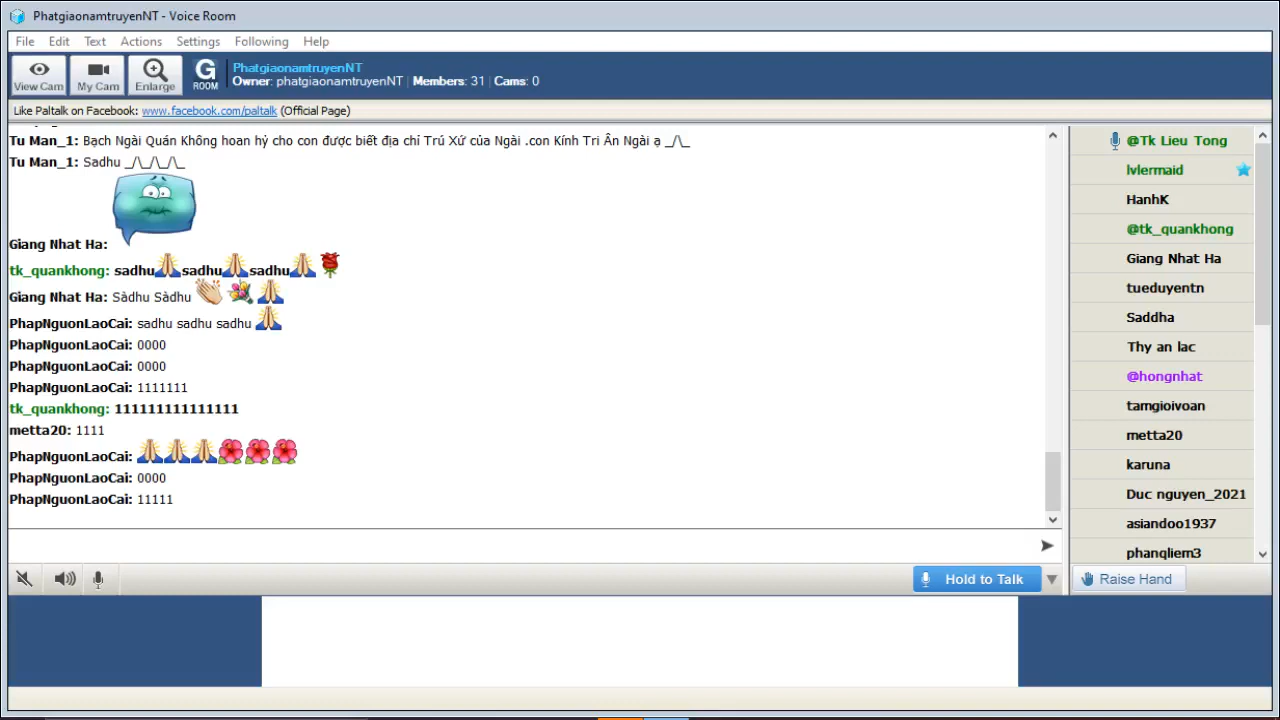 PhatgiaonamtruyenNT - Voice Room
File Edit Text Actions Settings Following Help
View Cam My Cam Enlarge G ROOM
PhatgiaonamtruyenNT
Owner: phatgiaonamtruyenNT | Members: 31 | Cams: 0
Like Paltalk on Facebook: www.facebook.com/paltalk (Official Page)
Tu Man_1: Bạch Ngài Quán Không hoan hỷ cho con được biết địa chỉ Trú Xứ của Ngài .con Kính Tri Ân Ngài ạ _/\_
Tu Man_1: Sadhu _/\_/\_/\_
Giang Nhat Ha:
tk_quankhong: sadhu🙏sadhu🙏sadhu🙏🌹
Giang Nhat Ha: Sàdhu Sàdhu 👏 💐 🙏
PhapNguonLaoCai: sadhu sadhu sadhu 🙏
PhapNguonLaoCai: 0000
PhapNguonLaoCai: 0000
PhapNguonLaoCai: 1111111
tk_quankhong: 111111111111111
metta20: 1111
PhapNguonLaoCai: 🙏🙏🙏🌺🌺🌺
PhapNguonLaoCai: 0000
PhapNguonLaoCai: 11111
Hold to Talk
@Tk Lieu Tong
lvlermaid
HanhK
@tk_quankhong
Giang Nhat Ha
tueduyentn
Saddha
Thy an lac
@hongnhat
tamgioivoan
metta20
karuna
Duc nguyen_2021
asiandoo1937
phanqliem3
Raise Hand